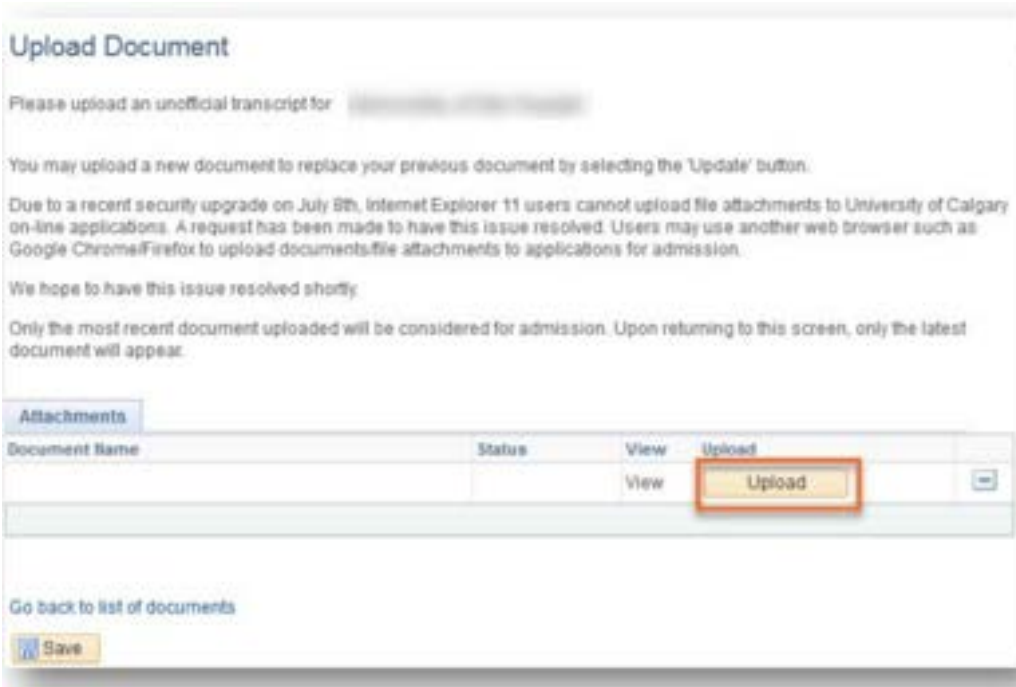 Upload Document
Please upload an unofficial transcript for
You may upload a new document to replace your previous document by selecting the 'Update' button.
Due to a recent security upgrade on July 8th, Internet Explorer 11 users cannot upload file attachments to University of Calgary
on-line applications. A request has been made to have this issue resolved. Users may use another web browser such as
Google Chrome/Firefox to upload documents/file attachments to applications for admission.
We hope to have this issue resolved shortly.
Only the most recent document uploaded will be considered for admission. Upon returning to this screen, only the latest
document will appear.
Attachments
Document Name Status View Upload
View Upload
Go back to list of documents
Save